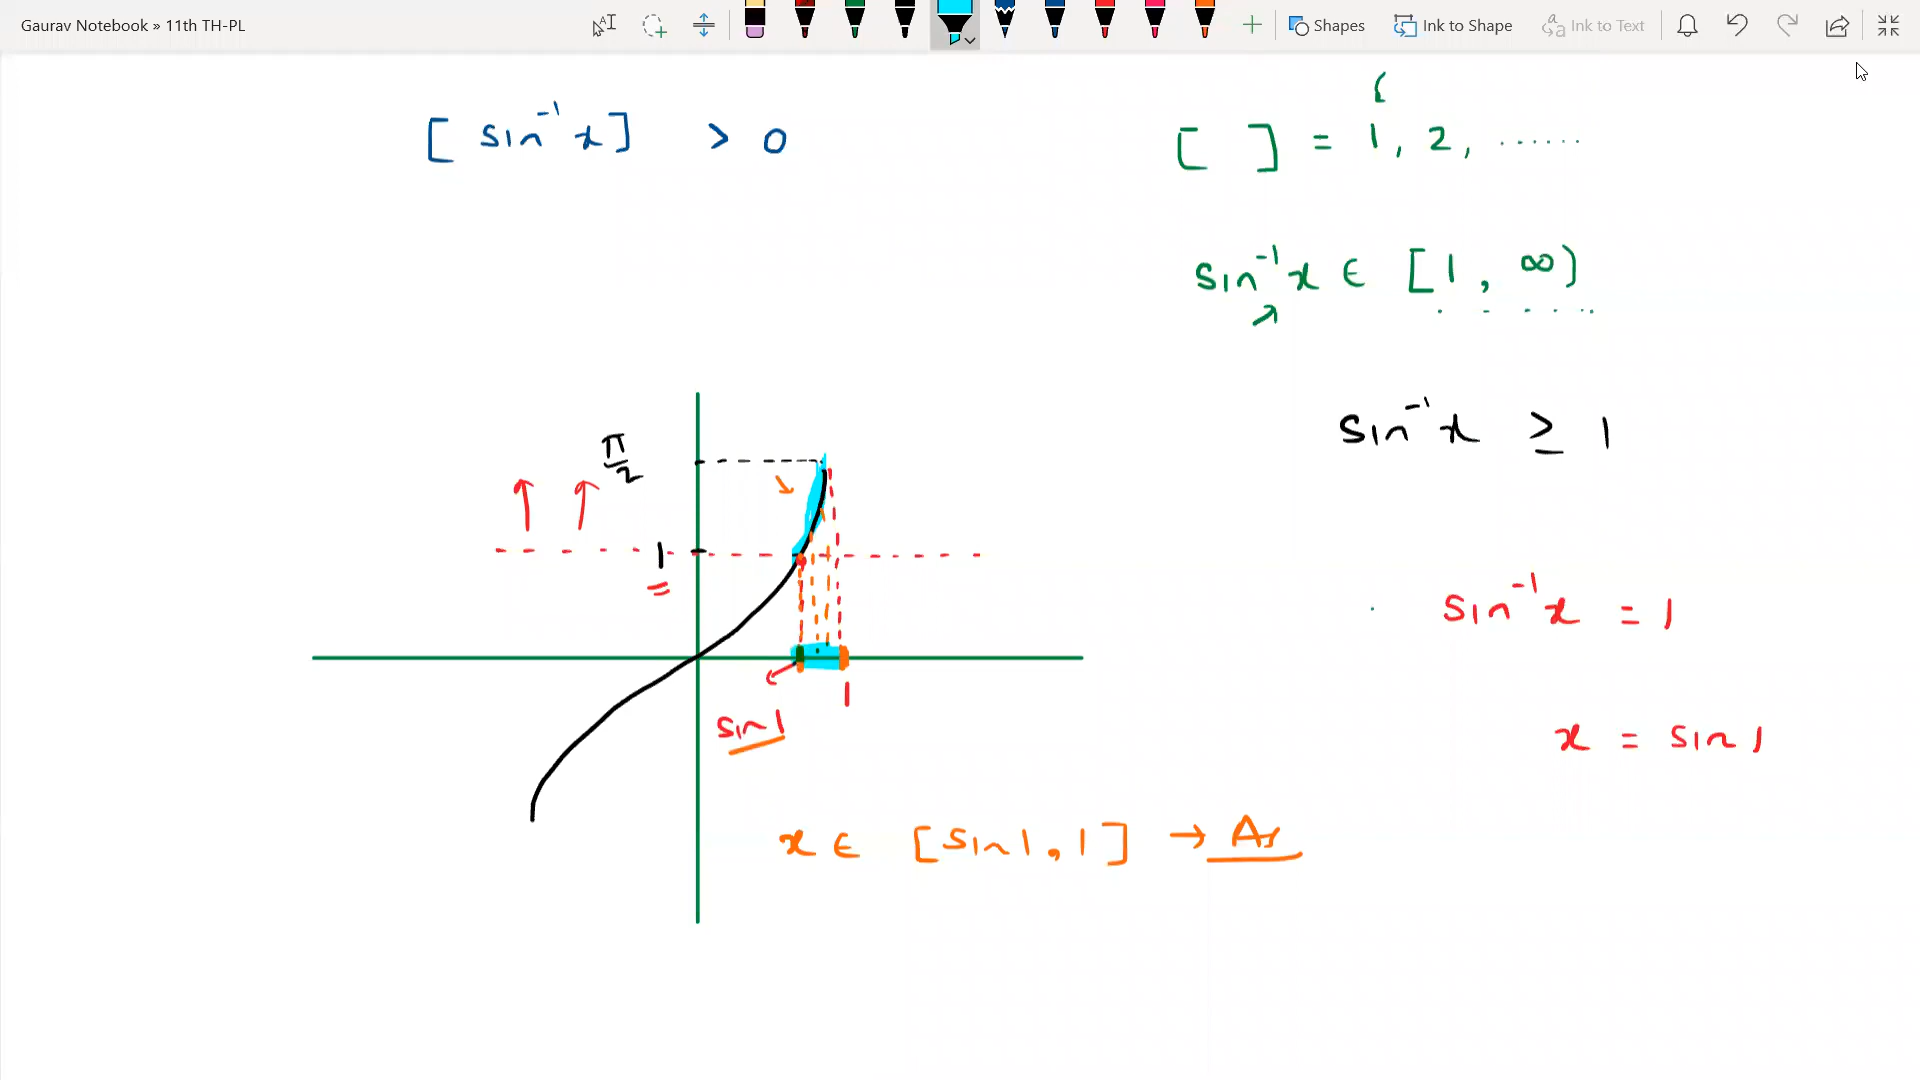 Gaurav Notebook » 11th TH-PL
Shapes
Ink to Shape
Ink to Text
[ sin⁻¹x ] > 0
[ ] = 1, 2, ......
sin⁻¹x ∈ [1, ∞)
sin⁻¹x ≥ 1
π/2
1
sin⁻¹x = 1
1
sin 1
x = sin 1
x ∈ [sin 1, 1] → As